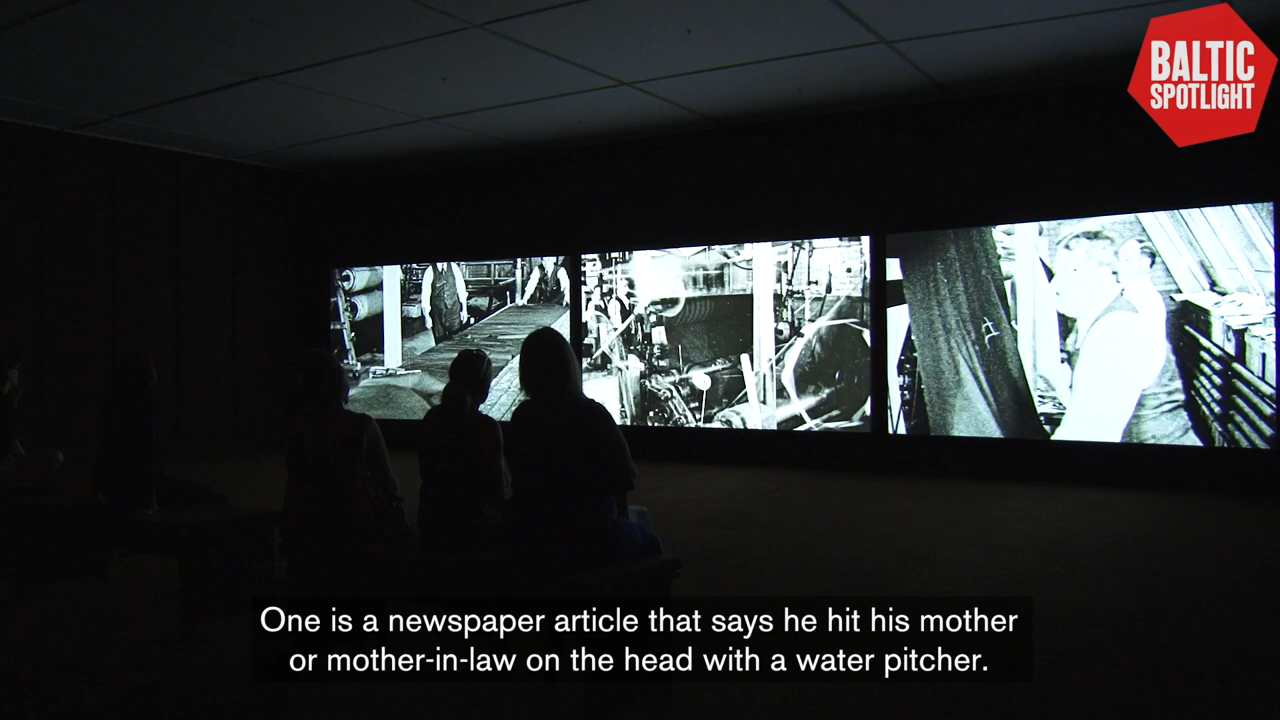 BALTIC
SPOTLIGHT
One is a newspaper article that says he hit his mother
or mother-in-law on the head with a water pitcher.